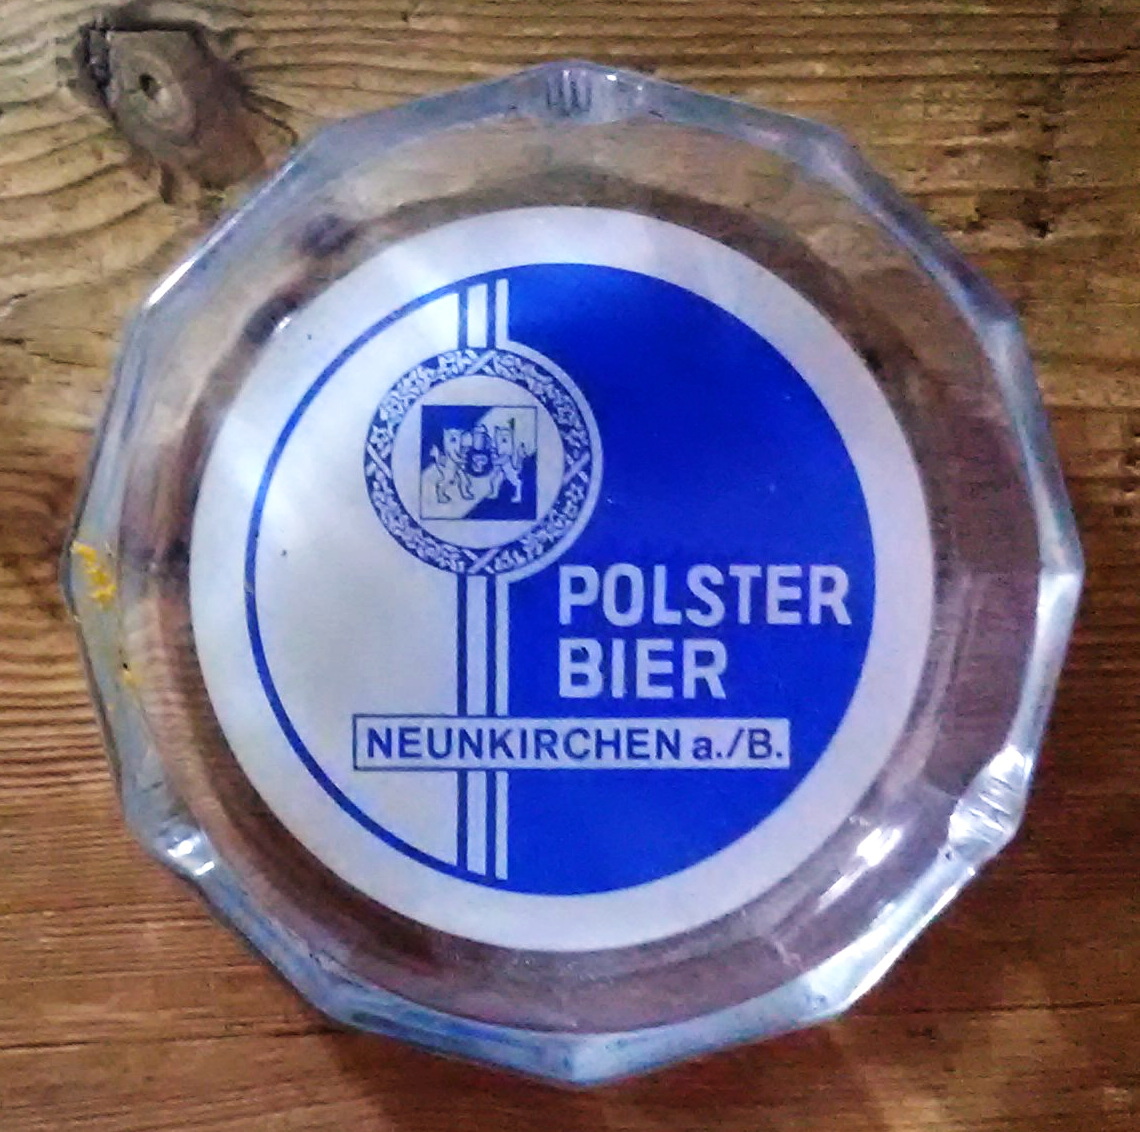 POLSTER
BIER
NEUNKIRCHEN a./B.